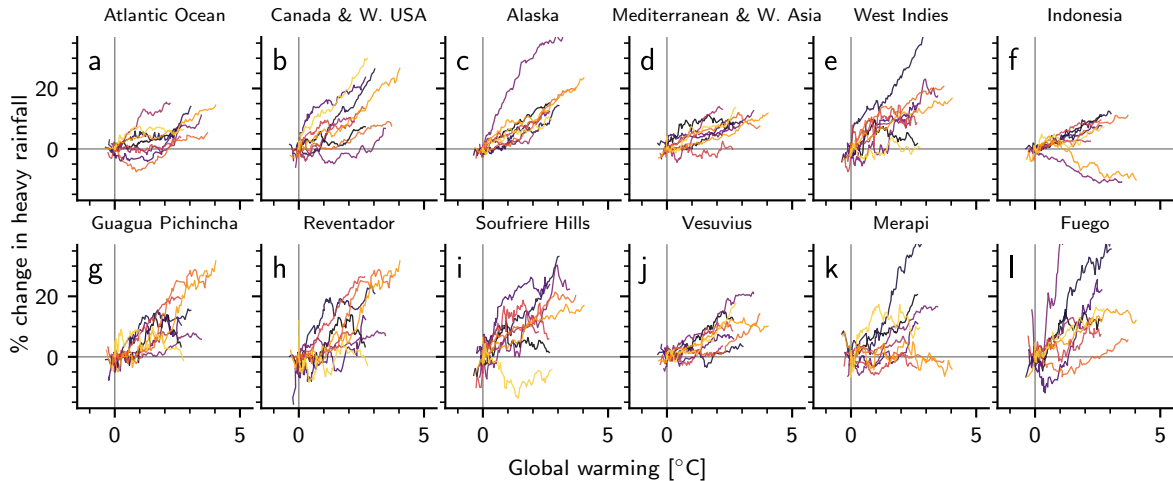 Atlantic Ocean
Canada & W. USA
Alaska
Mediterranean & W. Asia
West Indies
Indonesia
a
b
c
d
e
f
20
0
Guagua Pichincha
Reventador
Soufriere Hills
Vesuvius
Merapi
Fuego
g
h
i
j
k
l
20
0
0 5
0 5
0 5
0 5
0 5
0 5
% change in heavy rainfall
Global warming [°C]